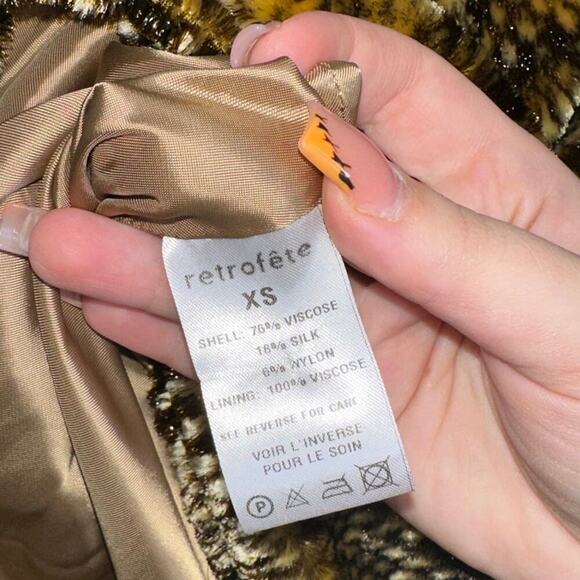 retrofête
XS
SHELL: 76% VISCOSE
16% SILK
6% NYLON
LINING: 100% VISCOSE
SEE REVERSE FOR CARE
VOIR L'INVERSE
POUR LE SOIN
P